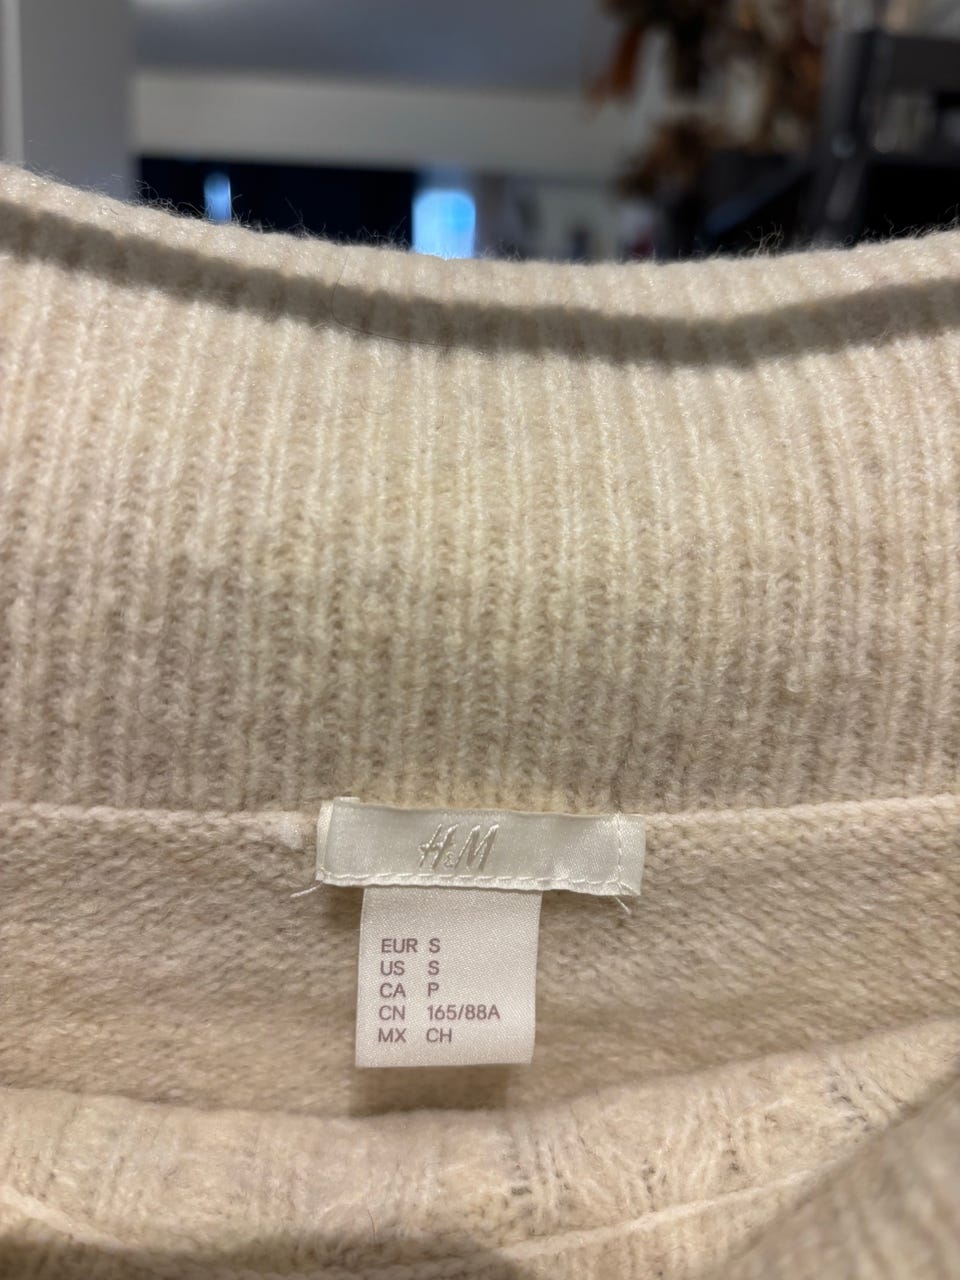 H&M
EUR S
US S
CA P
CN 165/88A
MX CH